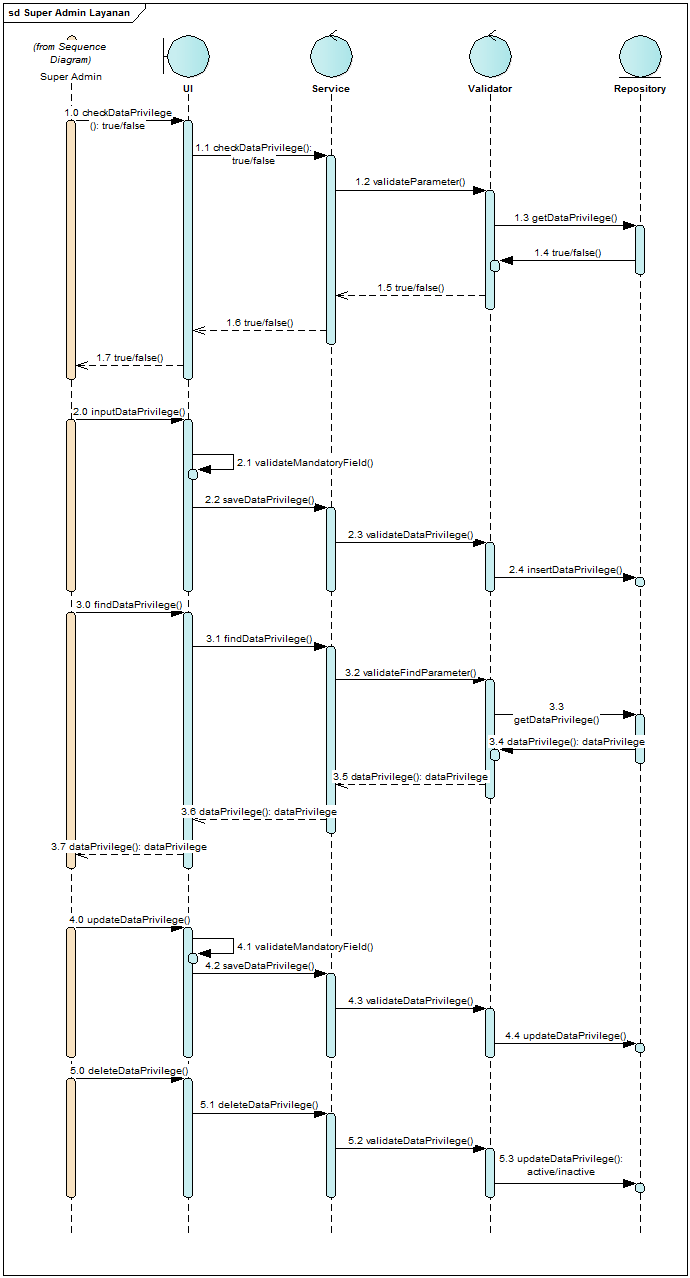 sd Super Admin Layanan
(from Sequence
Diagram)
Super Admin
UI
Service
Validator
Repository
1.0 checkDataPrivilege
(): true/false
1.1 checkDataPrivilege():
true/false
1.2 validateParameter()
1.3 getDataPrivilege()
1.4 true/false()
1.5 true/false()
1.6 true/false()
1.7 true/false()
2.0 inputDataPrivilege()
2.1 validateMandatoryField()
2.2 saveDataPrivilege()
2.3 validateDataPrivilege()
2.4 insertDataPrivilege()
3.0 findDataPrivilege()
3.1 findDataPrivilege()
3.2 validateFindParameter()
3.3
getDataPrivilege()
3.4 dataPrivilege(): dataPrivilege
3.5 dataPrivilege(): dataPrivilege
3.6 dataPrivilege(): dataPrivilege
3.7 dataPrivilege(): dataPrivilege
4.0 updateDataPrivilege()
4.1 validateMandatoryField()
4.2 saveDataPrivilege()
4.3 validateDataPrivilege()
4.4 updateDataPrivilege()
5.0 deleteDataPrivilege()
5.1 deleteDataPrivilege()
5.2 validateDataPrivilege()
5.3 updateDataPrivilege():
active/inactive